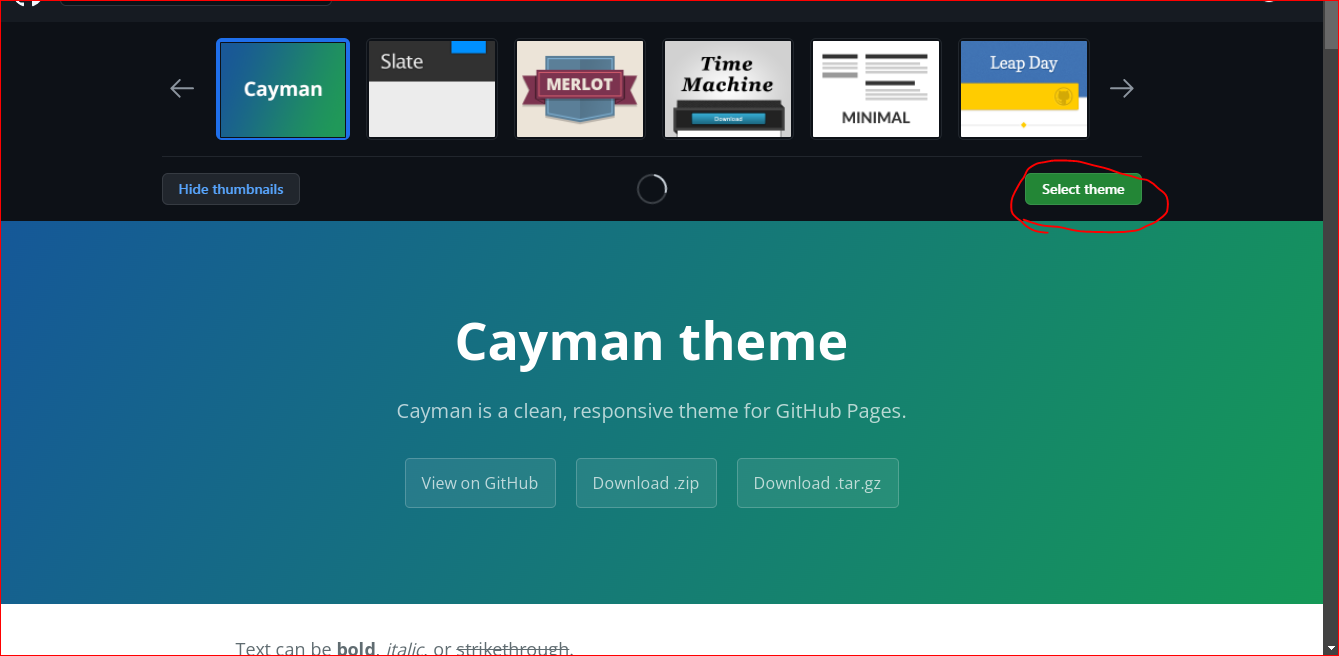 Cayman
Slate
MERLOT
Time
Machine
Download
MINIMAL
Leap Day
Hide thumbnails
Select theme
Cayman theme
Cayman is a clean, responsive theme for GitHub Pages.
View on GitHub
Download .zip
Download .tar.gz
Text can be bold, italic, or strikethrough.